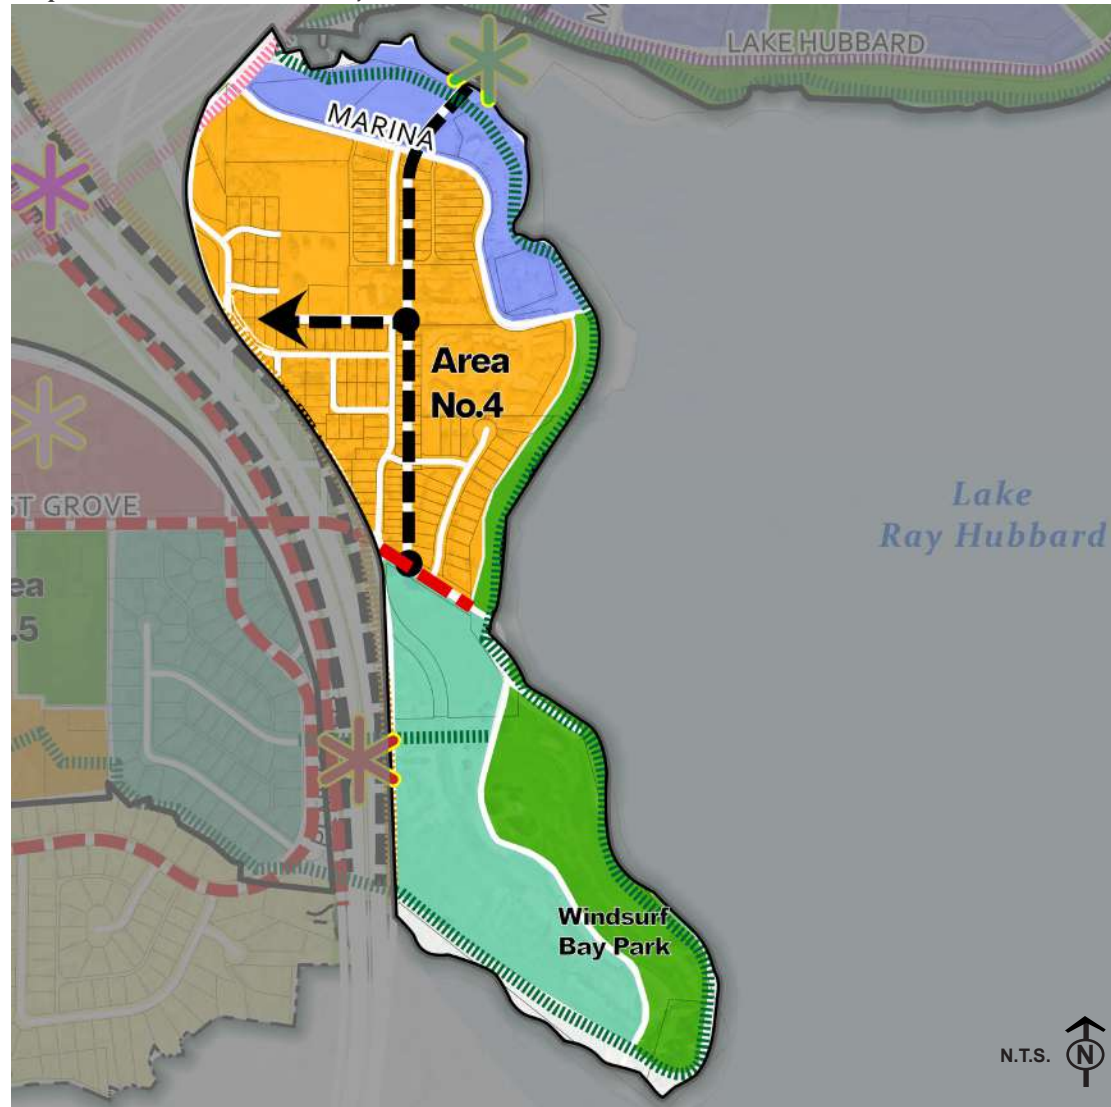 LAKE HUBBARD
MARINA
Area
No.4
ST GROVE
Lake
Ray Hubbard
ea
.5
Windsurf
Bay Park
N.T.S.
N